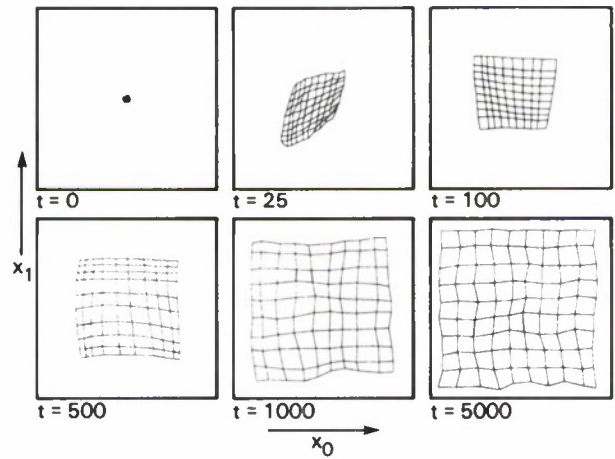 t = 0
t = 25
t = 100
x₁
t = 500
t = 1000
t = 5000
x₀